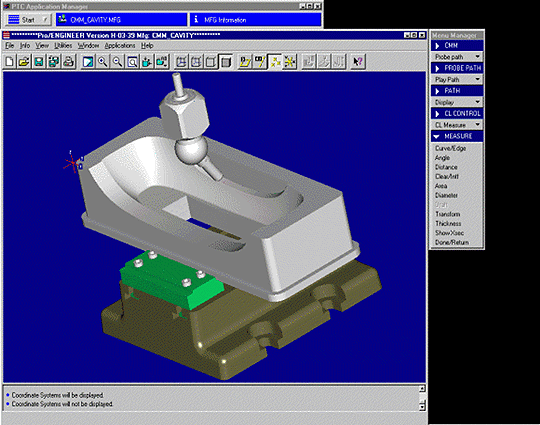 PTC Application Manager
Start
CMM_CAVITY.MFG
MFG Information
**********Pro/ENGINEER Version H-03-39 Mfg: CMM_CAVITY**********
File Info View Utilities Window Applications Help
Coordinate Systems will be displayed.
Coordinate Systems will not be displayed.
Menu Manager
CMM
Probe path
PROBE PATH
Play Path
PATH
Display
CL CONTROL
CL Measure
MEASURE
Curve/Edge
Angle
Distance
Clear/Intf
Area
Diameter
Draft
Transform
Thickness
ShowXsec
Done/Return